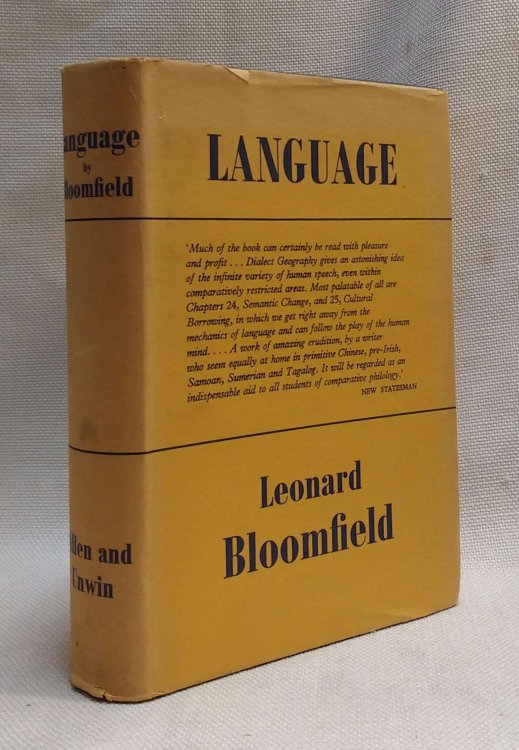 Language
by
Bloomfield
Allen and
Unwin
LANGUAGE
'Much of the book can certainly be read with pleasure
and profit . . . Dialect Geography gives an astonishing idea
of the infinite variety of human speech, even within
comparatively restricted areas. Most palatable of all are
Chapters 24, Semantic Change, and 25, Cultural
Borrowing, in which we get right away from the
mechanics of language and can follow the play of the human
mind. . . . A work of amazing erudition, by a writer
who seem equally at home in primitive Chinese, pre-Irish,
Samoan, Sumerian and Tagalog. It will be regarded as an
indispensable aid to all students of comparative philology.'
NEW STATESMAN
Leonard
Bloomfield